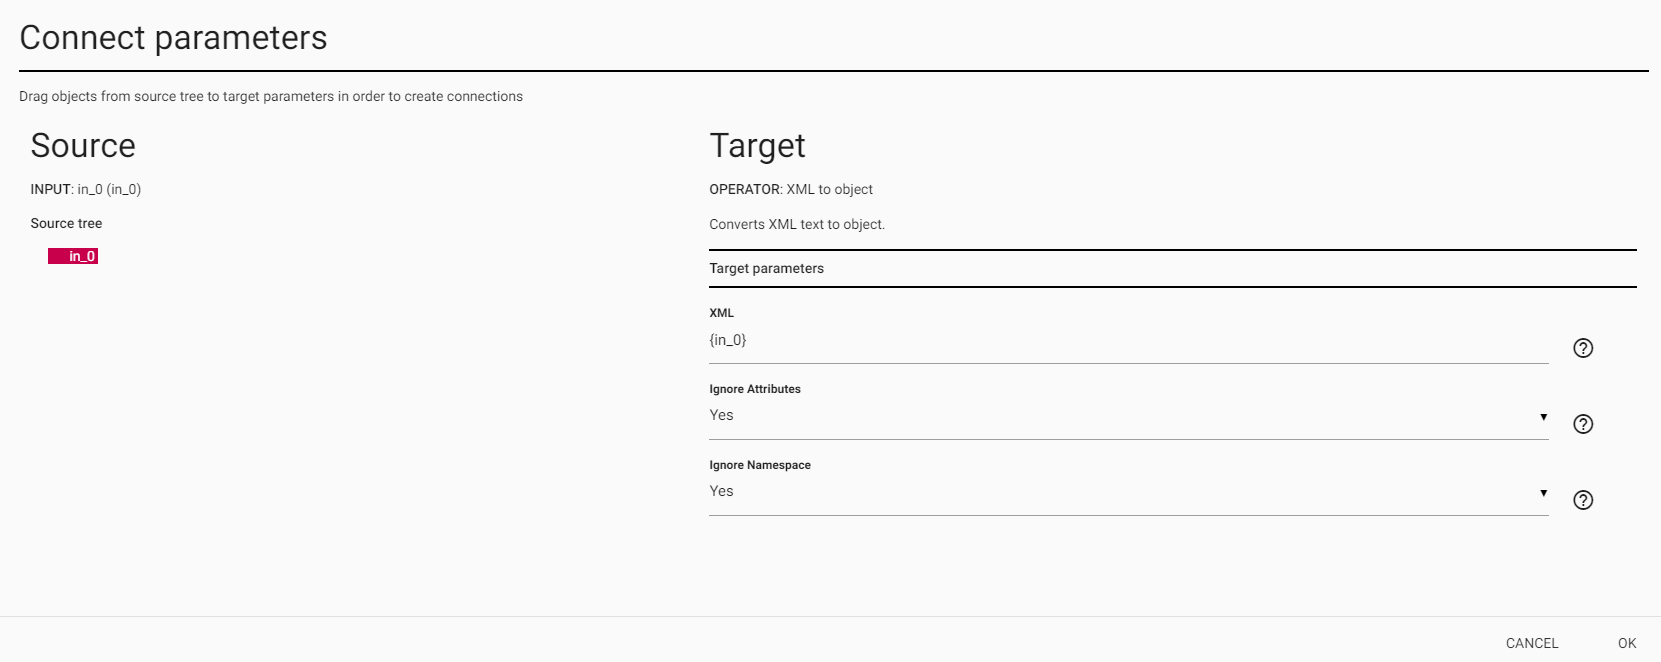 Connect parameters
Drag objects from source tree to target parameters in order to create connections
Source
INPUT: in_0 (in_0)
Source tree
in_0
Target
OPERATOR: XML to object
Converts XML text to object.
Target parameters
XML
{in_0}
Ignore Attributes
Yes
Ignore Namespace
Yes
CANCEL OK